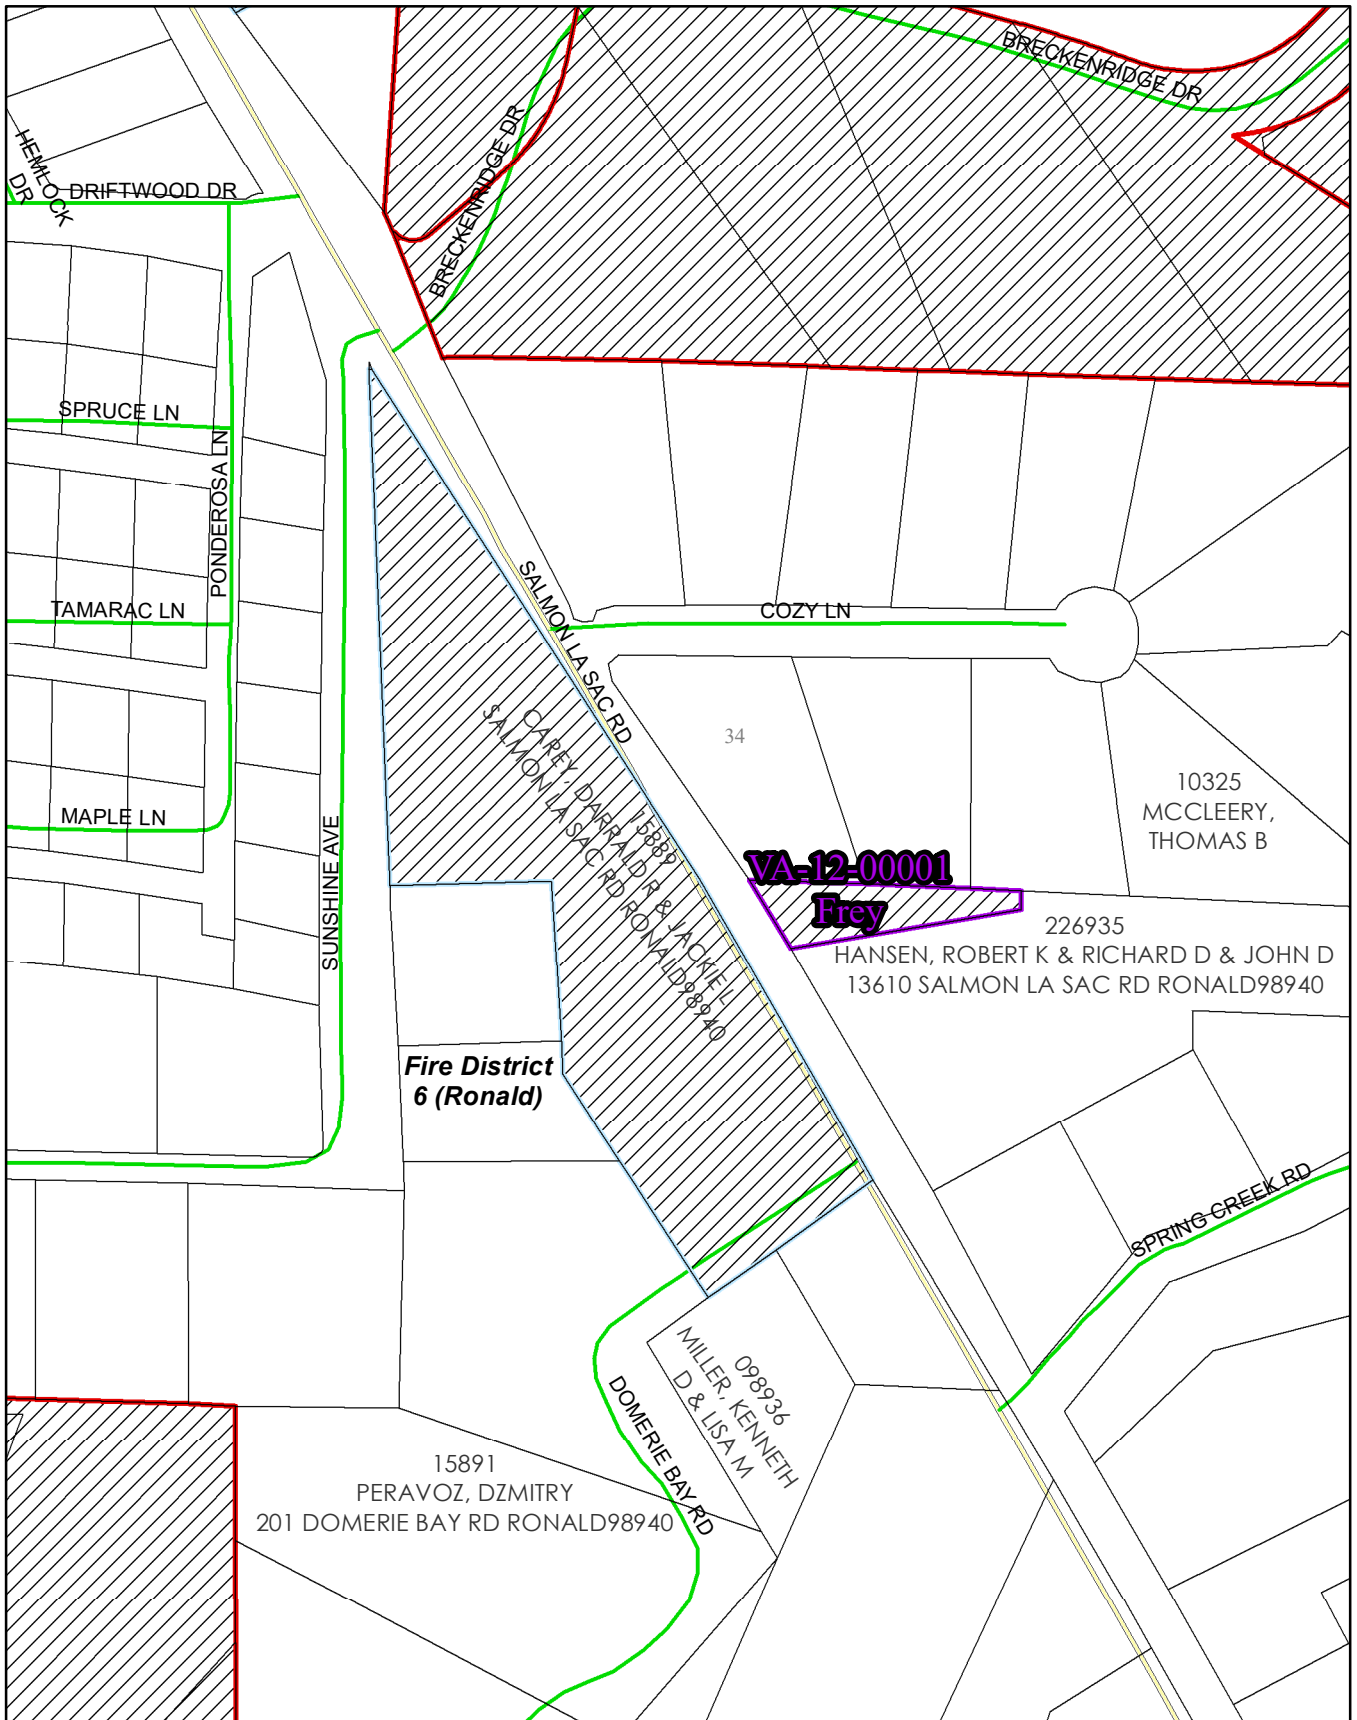 BRECKENRIDGE DR
BRECKENRIDGE DR
HEMLOCK
DR
DRIFTWOOD DR
SPRUCE LN
PONDEROSA LN
TAMARAC LN
COZY LN
SALMON LA SAC RD
34
15889
CAREY, DARRALD R & JACKIE L
SALMON LA SAC RD RONALD98940
10325
MCCLEERY,
THOMAS B
MAPLE LN
SUNSHINE AVE
VA-12-00001
Frey
226935
HANSEN, ROBERT K & RICHARD D & JOHN D
13610 SALMON LA SAC RD RONALD98940
Fire District
6 (Ronald)
SPRING CREEK RD
098936
MILLER, KENNETH
D & LISA M
DOMERIE BAY RD
15891
PERAVOZ, DZMITRY
201 DOMERIE BAY RD RONALD98940